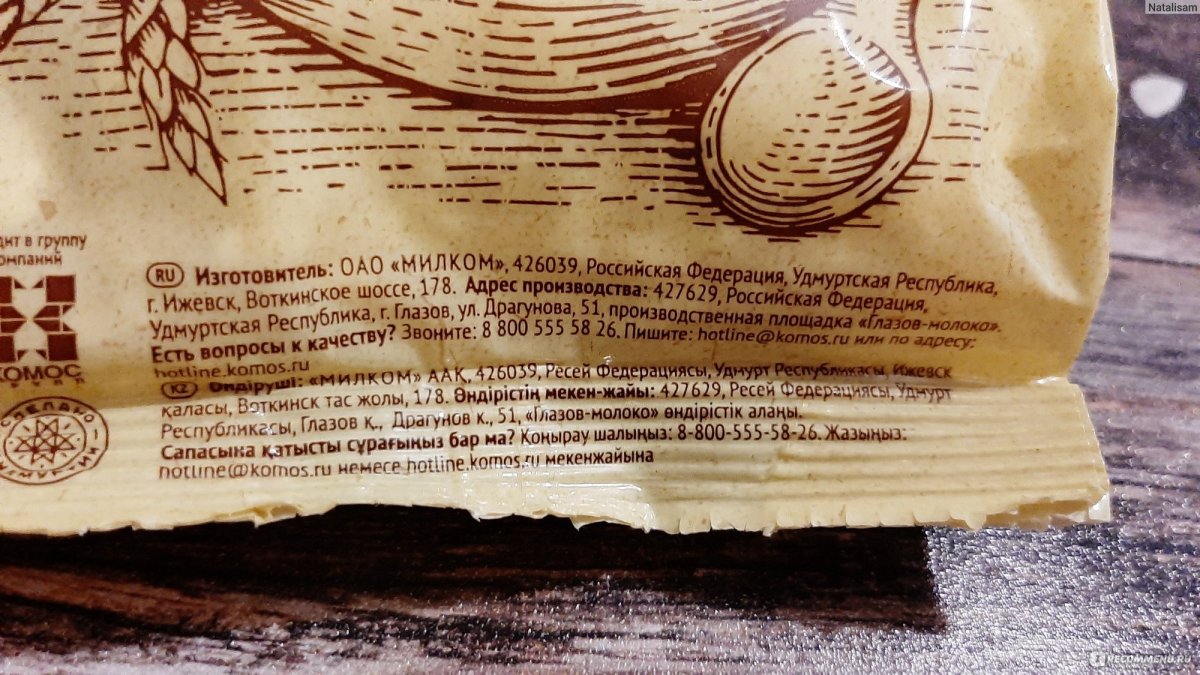 Natalisam
дит в группу
омпаний
КОМОС
групп
СДЕЛАНО
RU Изготовитель: ОАО «МИЛКОМ», 426039, Российская Федерация, Удмуртская Республика,
г. Ижевск, Воткинское шоссе, 178. Адрес производства: 427629, Российская Федерация,
Удмуртская Республика, г. Глазов, ул. Драгунова, 51, производственная площадка «Глазов-молоко».
Есть вопросы к качеству? Звоните: 8 800 555 58 26. Пишите: hotline@komos.ru или по адресу:
hotline.komos.ru
KZ Өндіруші: «МИЛКОМ» ААҚ, 426039, Ресей Федерациясы, Удмурт Республикасы, Ижевск
қаласы, Воткинск тас жолы, 178. Өндірістің мекен-жайы: 427629, Ресей Федерациясы, Удмурт
Республикасы, Глазов қ., Драгунов к., 51, «Глазов-молоко» өндірістік алаңы.
Сапасына қатысты сұрағыңыз бар ма? Қоңырау шалыңыз: 8-800-555-58-26. Жазыңыз:
hotline@komos.ru немесе hotline.komos.ru мекенжайына
RECOMMEND.RU